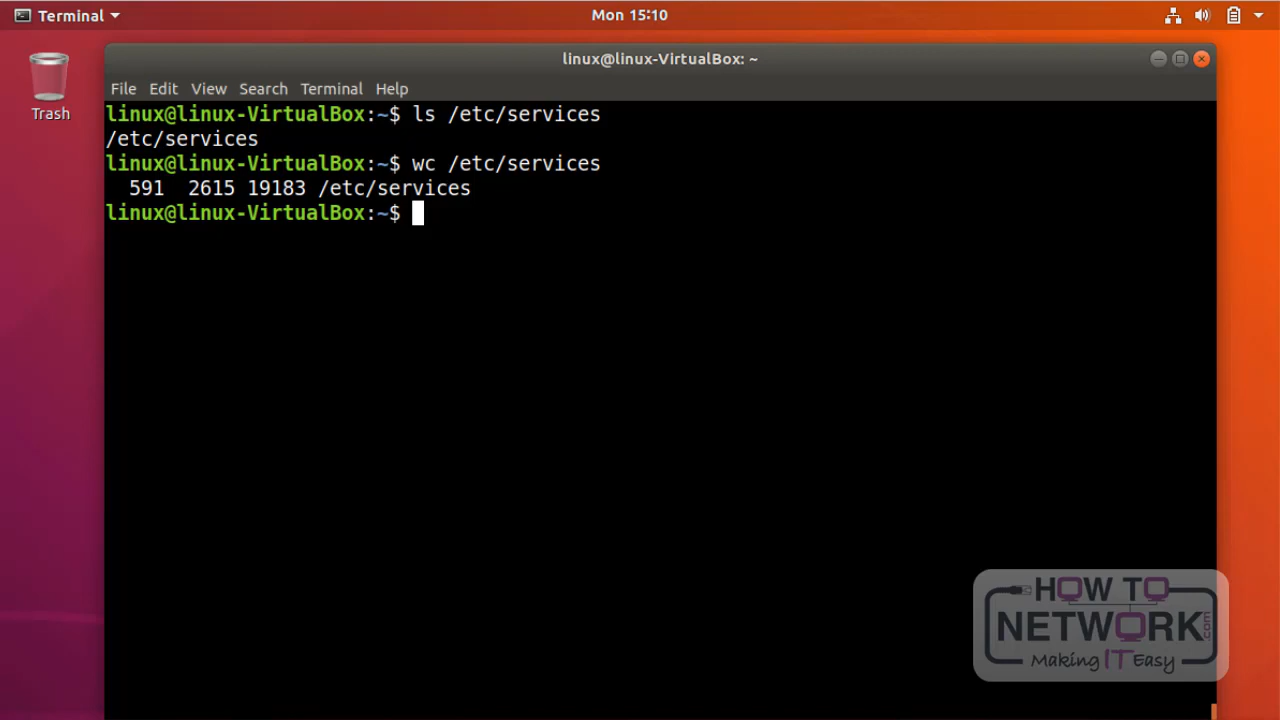 Terminal
Mon 15:10
Trash
linux@linux-VirtualBox: ~
File Edit View Search Terminal Help
linux@linux-VirtualBox:~$ ls /etc/services
/etc/services
linux@linux-VirtualBox:~$ wc /etc/services
591 2615 19183 /etc/services
linux@linux-VirtualBox:~$
HOW TO
NETWORK.com
Making IT Easy